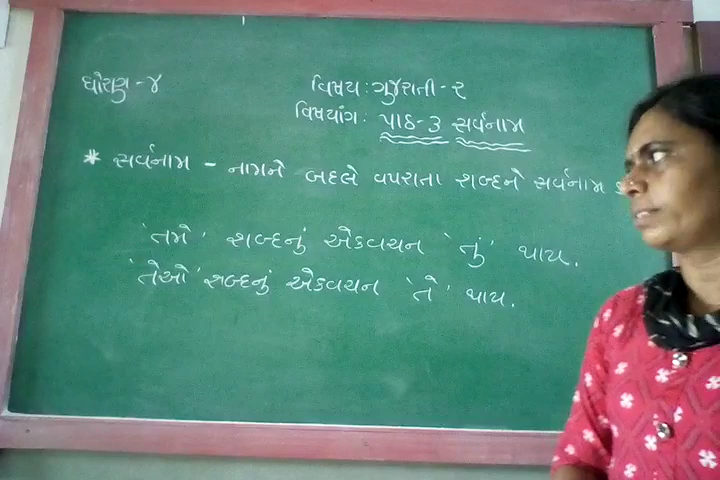 ધોરણ - ૪
વિષય : ગુજરાતી - ૨
વિષયાંગ : પાઠ - ૩ સર્વનામ
* સર્વનામ - નામને બદલે વપરાતા શબ્દને સર્વનામ
'તમે' શબ્દનું એકવચન 'તું' થાય.
'તેઓ' શબ્દનું એકવચન 'તે' થાય.